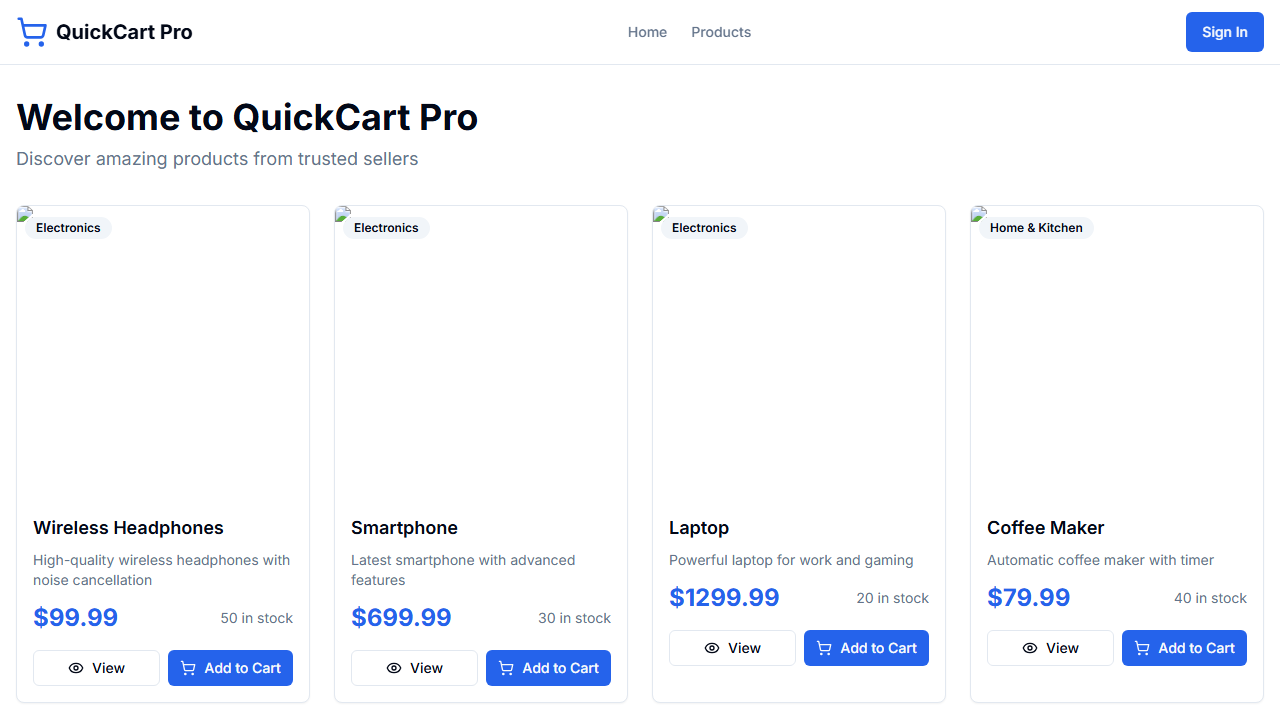 QuickCart Pro
Home
Products
Sign In
Welcome to QuickCart Pro
Discover amazing products from trusted sellers
Electronics
Wireless Headphones
High-quality wireless headphones with
noise cancellation
$99.99
50 in stock
View
Add to Cart
Electronics
Smartphone
Latest smartphone with advanced
features
$699.99
30 in stock
View
Add to Cart
Electronics
Laptop
Powerful laptop for work and gaming
$1299.99
20 in stock
View
Add to Cart
Home & Kitchen
Coffee Maker
Automatic coffee maker with timer
$79.99
40 in stock
View
Add to Cart